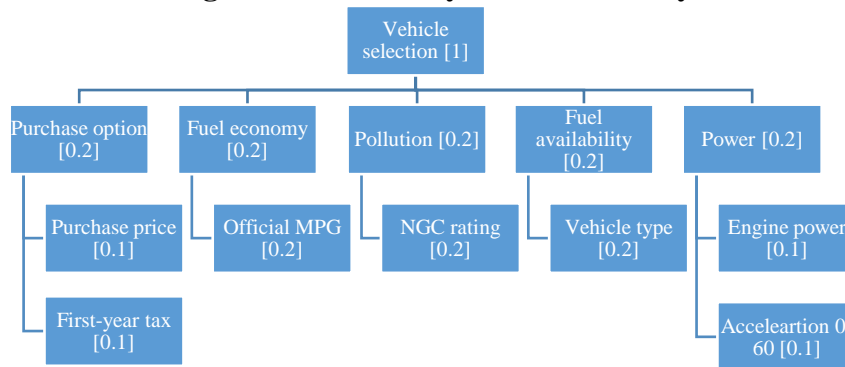 Vehicle
selection [1]
Purchase option
[0.2]
Fuel economy
[0.2]
Pollution [0.2]
Fuel
availability
[0.2]
Power [0.2]
Purchase price
[0.1]
Official MPG
[0.2]
NGC rating
[0.2]
Vehicle type
[0.2]
Engine power
[0.1]
First-year tax
[0.1]
Acceleartion 0
60 [0.1]